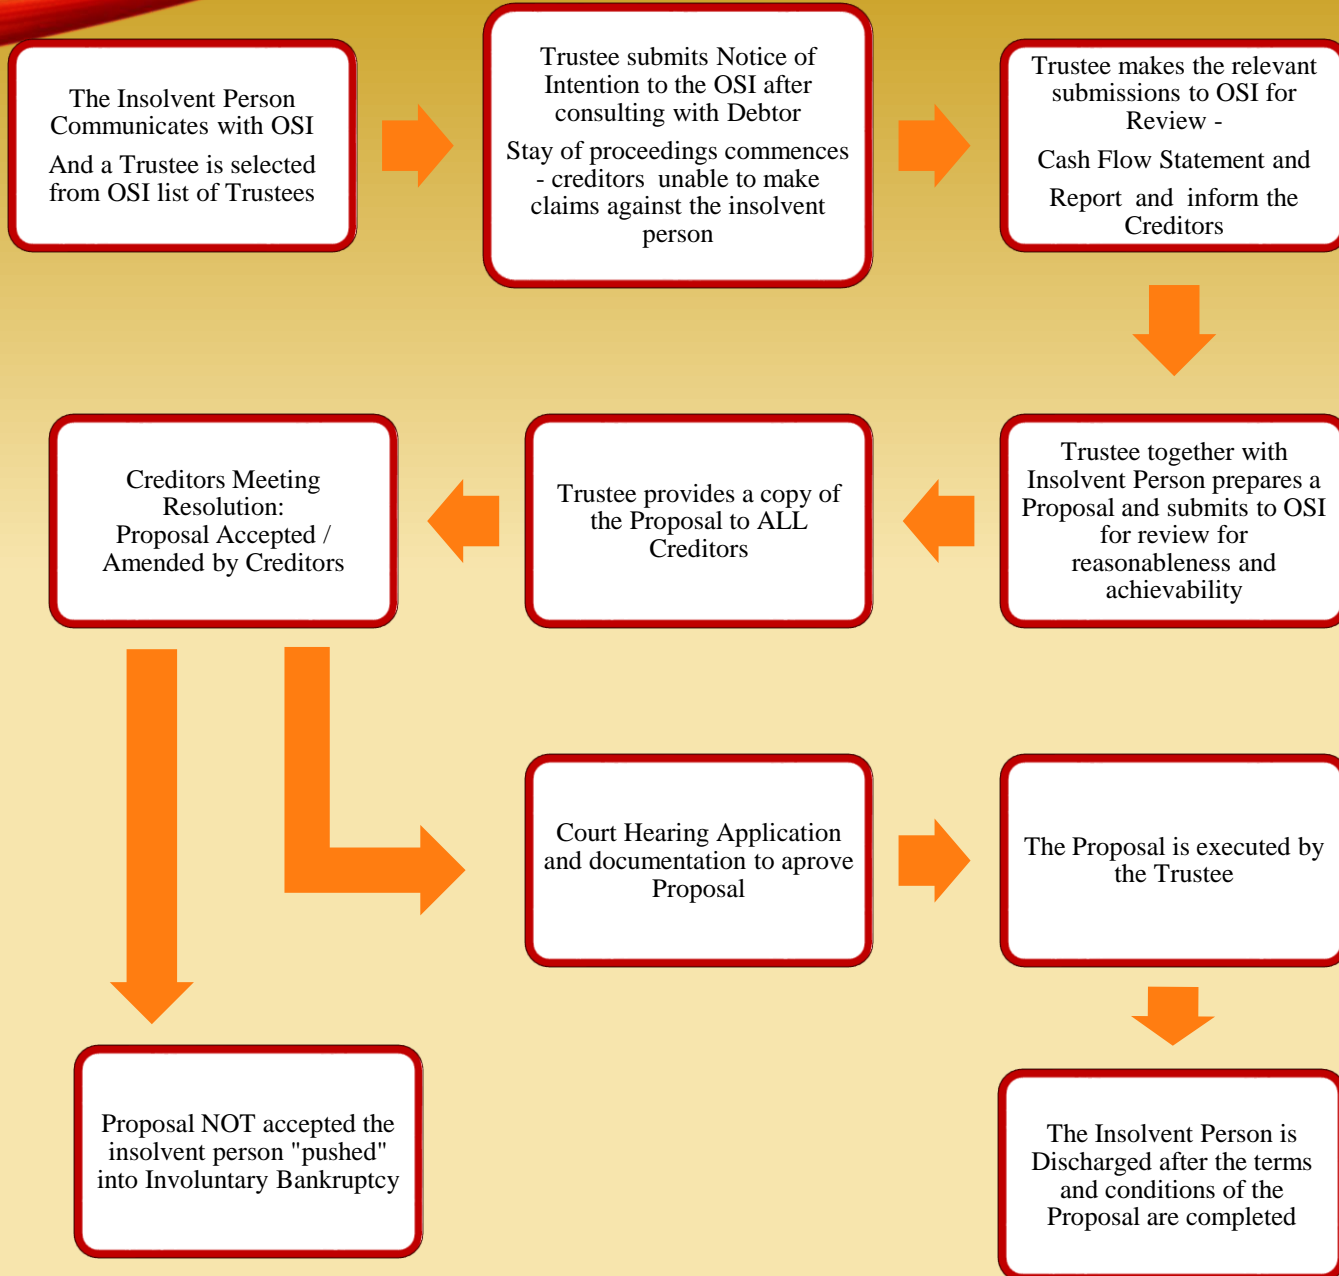 The Insolvent Person
Communicates with OSI
And a Trustee is selected
from OSI list of Trustees
Trustee submits Notice of
Intention to the OSI after
consulting with Debtor
Stay of proceedings commences
- creditors unable to make
claims against the insolvent
person
Trustee makes the relevant
submissions to OSI for
Review -
Cash Flow Statement and
Report and inform the
Creditors
Trustee together with
Insolvent Person prepares a
Proposal and submits to OSI
for review for
reasonableness and
achievability
Trustee provides a copy of
the Proposal to ALL
Creditors
Creditors Meeting
Resolution:
Proposal Accepted /
Amended by Creditors
Court Hearing Application
and documentation to aprove
Proposal
The Proposal is executed by
the Trustee
Proposal NOT accepted the
insolvent person "pushed"
into Involuntary Bankruptcy
The Insolvent Person is
Discharged after the terms
and conditions of the
Proposal are completed